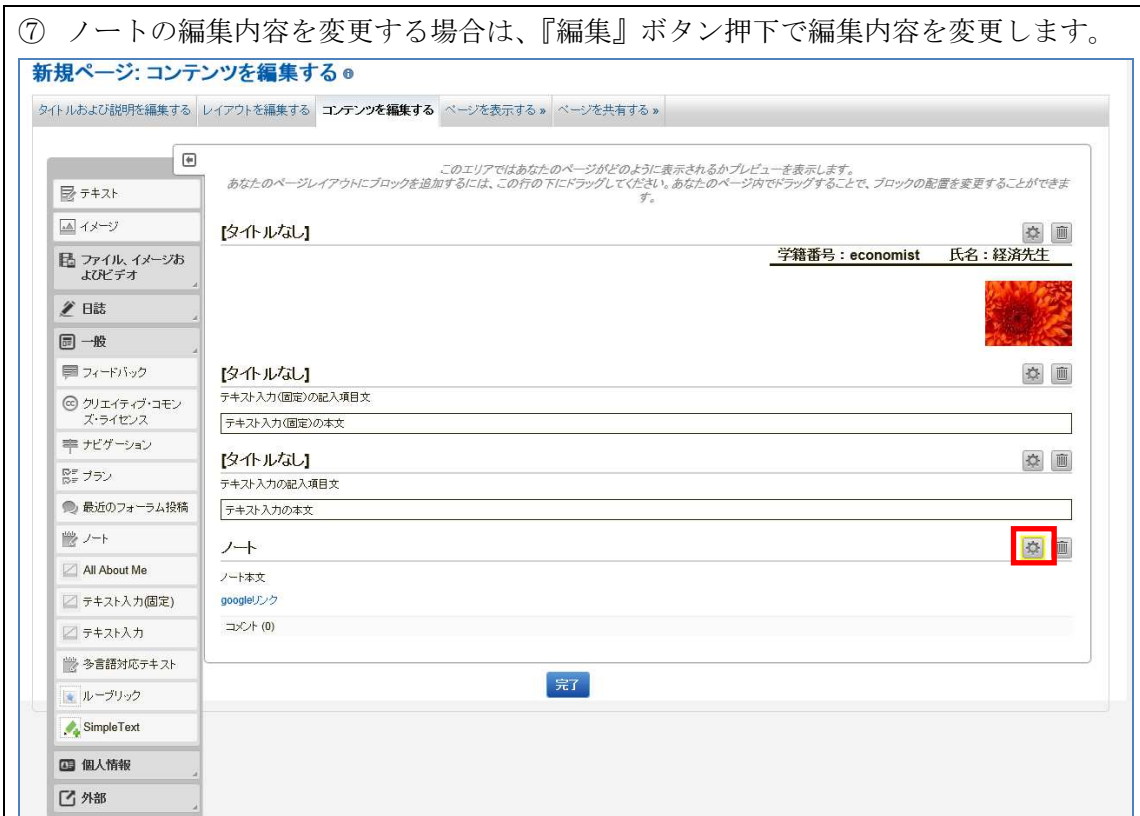 ⑦ ノートの編集内容を変更する場合は、『編集』ボタン押下で編集内容を変更します。
新規ページ: コンテンツを編集する
タイトルおよび説明を編集する レイアウトを編集する コンテンツを編集する ページを表示する » ページを共有する »
このエリアではあなたのページがどのように表示されるかプレビューを表示します。
あなたのページレイアウトにブロックを追加するには、この行の下にドラッグしてください。あなたのページ内でドラッグすることで、ブロックの配置を変更することができま
す。
テキスト
イメージ
ファイル、イメージお
よびビデオ
日誌
一般
フィードバック
クリエイティブ・コモン
ズ・ライセンス
ナビゲーション
プラン
最近のフォーラム投稿
ノート
All About Me
テキスト入力(固定)
テキスト入力
多言語対応テキスト
ルーブリック
SimpleText
個人情報
外部
[タイトルなし]
学籍番号：economist 氏名：経済先生
[タイトルなし]
テキスト入力(固定)の記入項目文
テキスト入力(固定)の本文
[タイトルなし]
テキスト入力の記入項目文
テキスト入力の本文
ノート
ノート本文
googleリンク
コメント (0)
完了